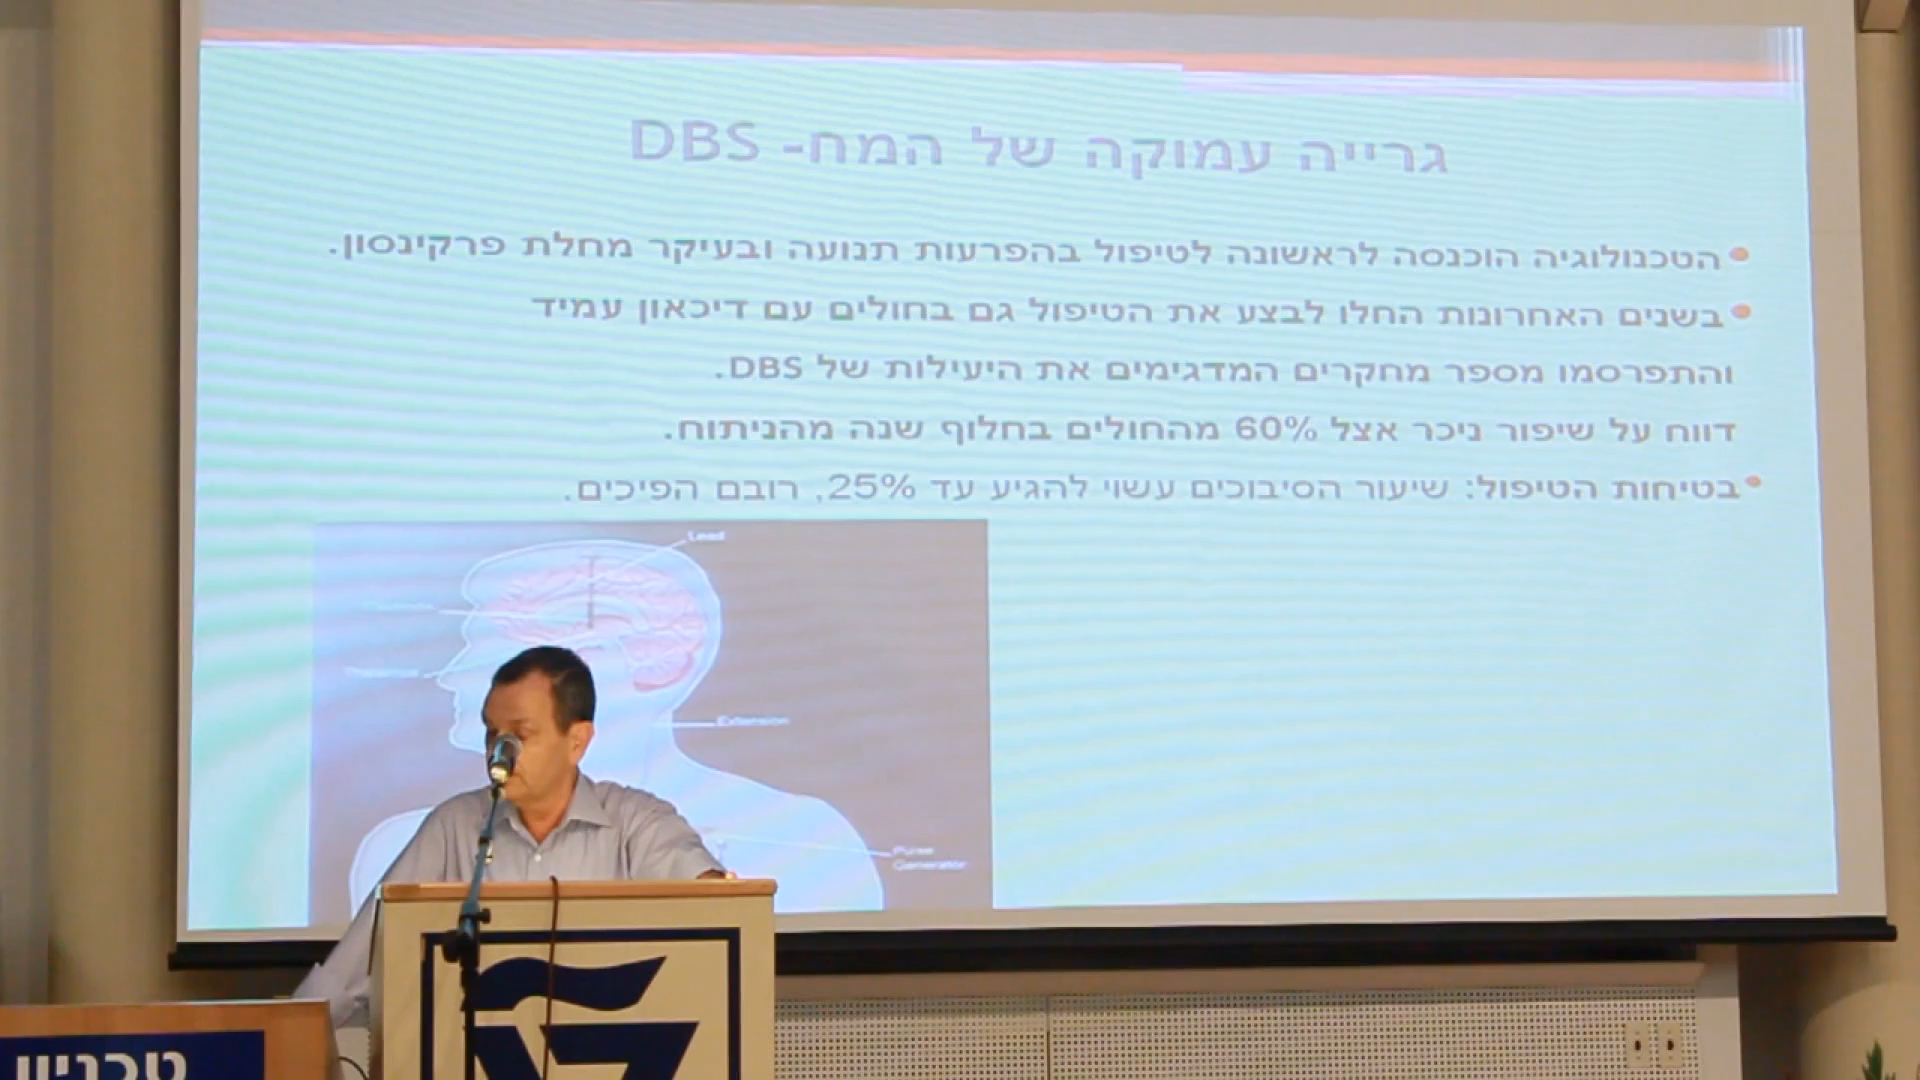 גרייה עמוקה של המח- DBS
הטכנולוגיה הוכנסה לראשונה לטיפול בהפרעות תנועה ובעיקר מחלת פרקינסון.
בשנים האחרונות החלו לבצע את הטיפול גם בחולים עם דיכאון עמיד
והתפרסמו מספר מחקרים המדגימים את היעילות של DBS.
דווח על שיפור ניכר אצל 60% מהחולים בחלוף שנה מהניתוח.
בטיחות הטיפול: שיעור הסיבוכים עשוי להגיע עד 25%, רובם הפיכים.
Lead
Extension
Pulse
Generator
טכניון